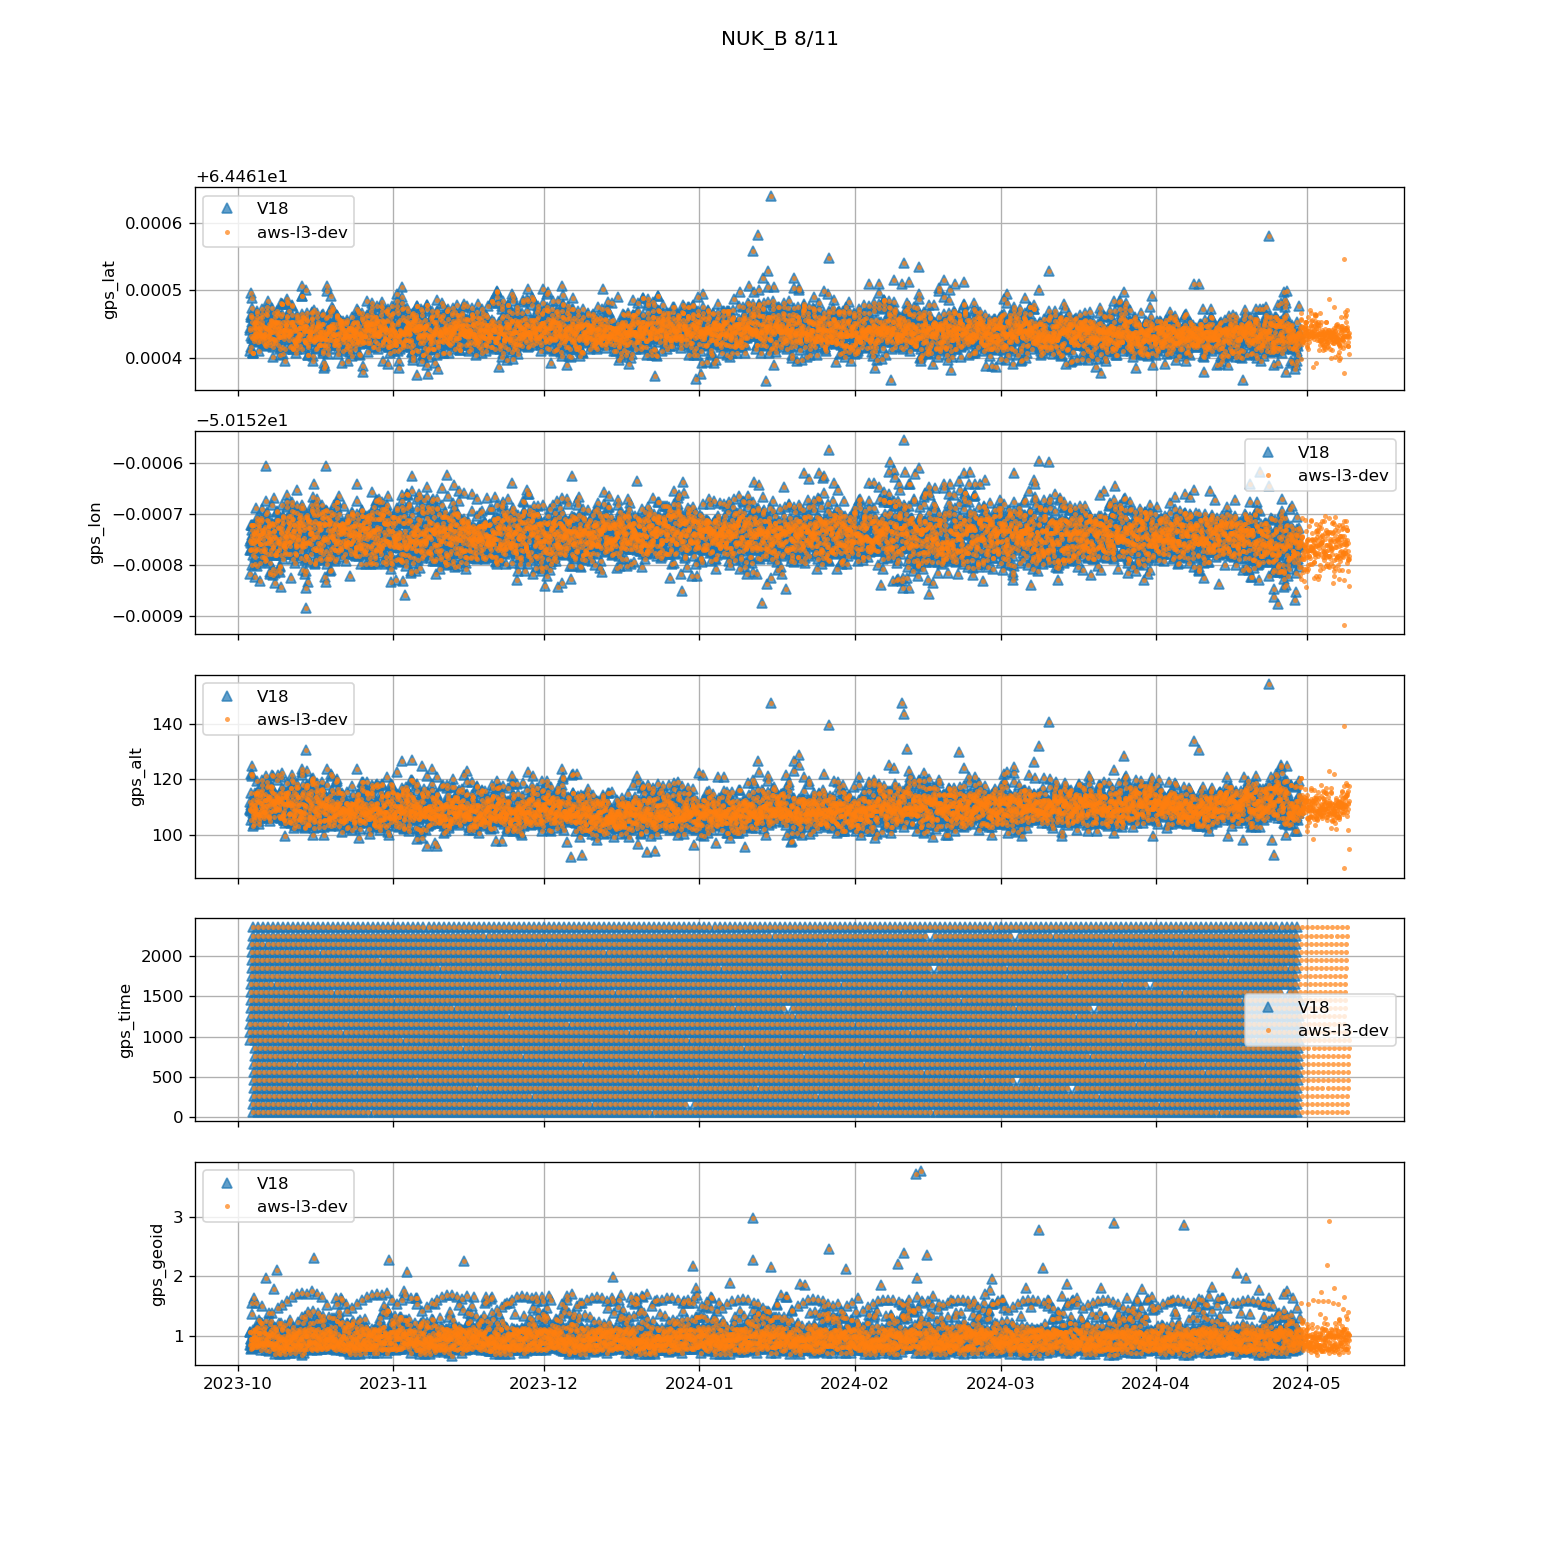 NUK_B 8/11
+6.4461e1
V18
aws-l3-dev
0.0006
0.0005
0.0004
gps_lat
−5.0152e1
V18
aws-l3-dev
−0.0006
−0.0007
−0.0008
−0.0009
gps_lon
V18
aws-l3-dev
140
120
100
gps_alt
2000
1500
1000
500
0
gps_time
V18
aws-l3-dev
V18
aws-l3-dev
3
2
1
gps_geoid
2023-10 2023-11 2023-12 2024-01 2024-02 2024-03 2024-04 2024-05